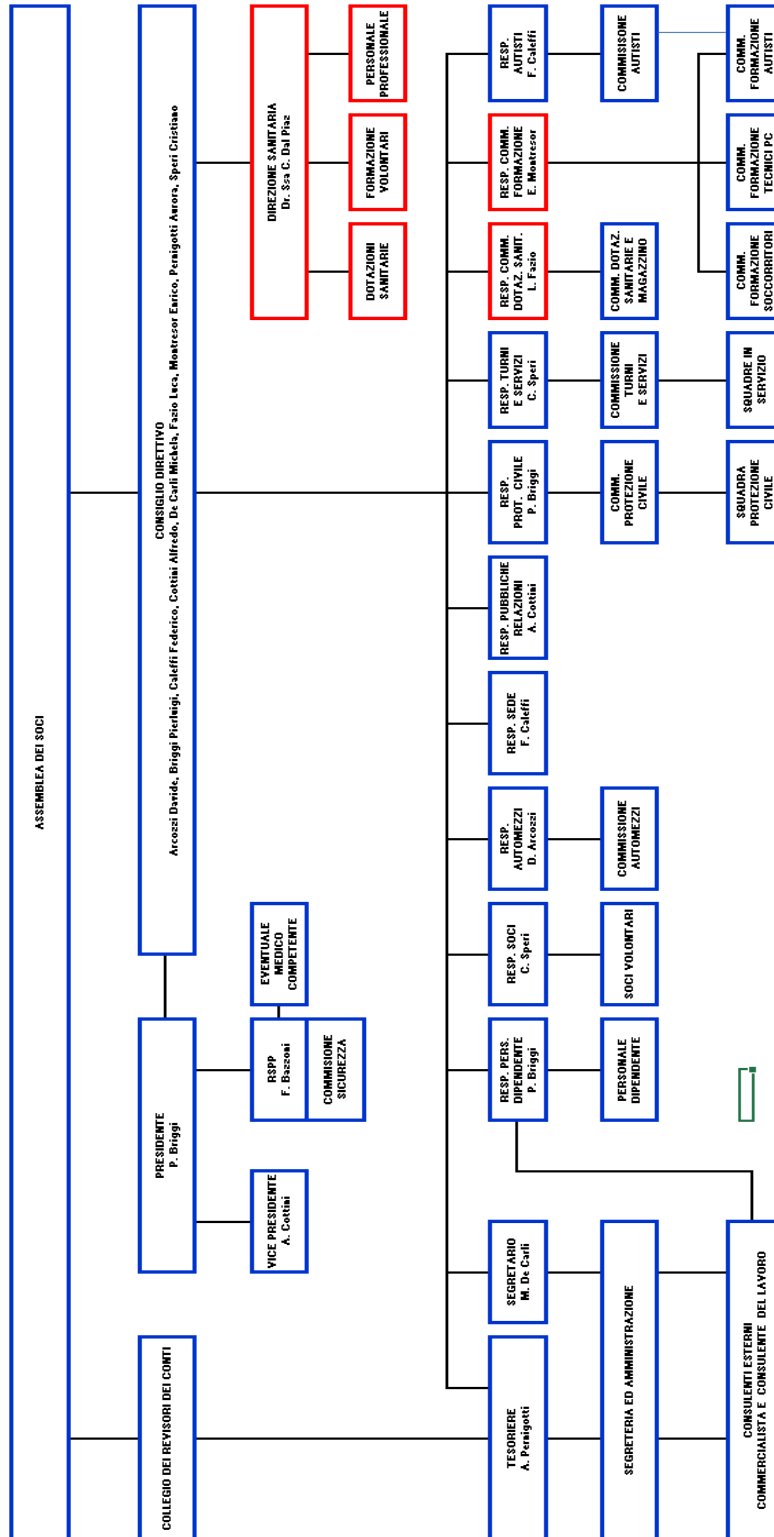 ASSEMBLEA DEI SOCI
COLLEGIO DEI REVISORI DEI CONTI
PRESIDENTE
P. Briggi
CONSIGLIO DIRETTIVO
Arcozzi Davide, Briggi Pierluigi, Caleffi Federico, Cottini Alfredo, De Carli Michela, Fazio Luca, Montresor Enrico, Pernigotti Aurora, Speri Cristiano
VICE PRESIDENTE
A. Cottini
RSPP
F. Bazzoni
COMMISIONE
SICUREZZA
EVENTUALE
MEDICO
COMPETENTE
DIREZIONE SANITARIA
Dr. Ssa C. Dal Piaz
DOTAZIONI
SANITARIE
FORMAZIONE
VOLONTARI
PERSONALE
PROFESSIONALE
TESORIERE
A. Pernigotti
SEGRETARIO
M. De Carli
RESP. PERS.
DIPENDENTE
P. Briggi
RESP. SOCI
C. Speri
RESP.
AUTOMEZZI
D. Arcozzi
RESP. SEDE
F. Caleffi
RESP. PUBBLICHE
RELAZIONI
A. Cottini
RESP.
PROT. CIVILE
P. Briggi
RESP. TURNI
E SERVIZI
C. Speri
RESP. COMM.
DOTAZ. SANIT.
L. Fazio
RESP. COMM.
FORMAZIONE
E. Montresor
RESP.
AUTISTI
F. Caleffi
SEGRETERIA ED AMMINISTRAZIONE
PERSONALE
DIPENDENTE
SOCI VOLONTARI
COMMISSIONE
AUTOMEZZI
COMM.
PROTEZIONE
CIVILE
COMMISSIONE
TURNI
E SERVIZI
COMM. DOTAZ.
SANITARIE E
MAGAZZINO
COMMISISONE
AUTISTI
CONSULENTI ESTERNI
COMMERCIALISTA E CONSULENTE DEL LAVORO
SQUADRA
PROTEZIONE
CIVILE
SQUADRE IN
SERVIZIO
COMM.
FORMAZIONE
SOCCORRITORI
COMM.
FORMAZIONE
TECNICI PC
COMM.
FORMAZIONE
AUTISTI